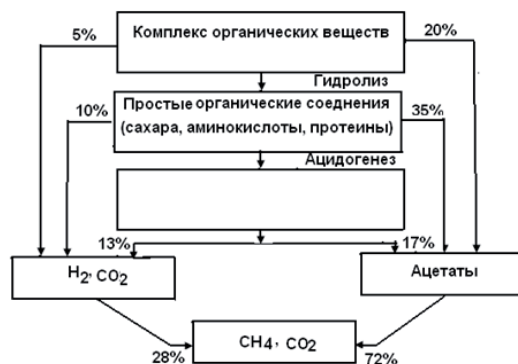 Комплекс органических веществ
5%
20%
Гидролиз
Простые органические соеднения
(сахара, аминокислоты, протеины)
10%
35%
Ацидогенез
13%
17%
H2, CO2
Ацетаты
CH4, CO2
28%
72%